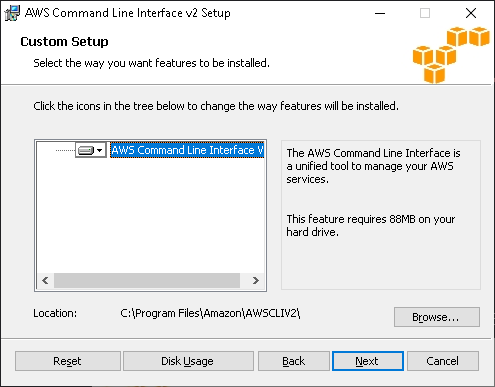 AWS Command Line Interface v2 Setup
Custom Setup
Select the way you want features to be installed.
Click the icons in the tree below to change the way features will be installed.
AWS Command Line Interface V
The AWS Command Line Interface is
a unified tool to manage your AWS
services.
This feature requires 88MB on your
hard drive.
Location: C:\Program Files\Amazon\AWSCLIV2\
Browse...
Reset Disk Usage Back Next Cancel